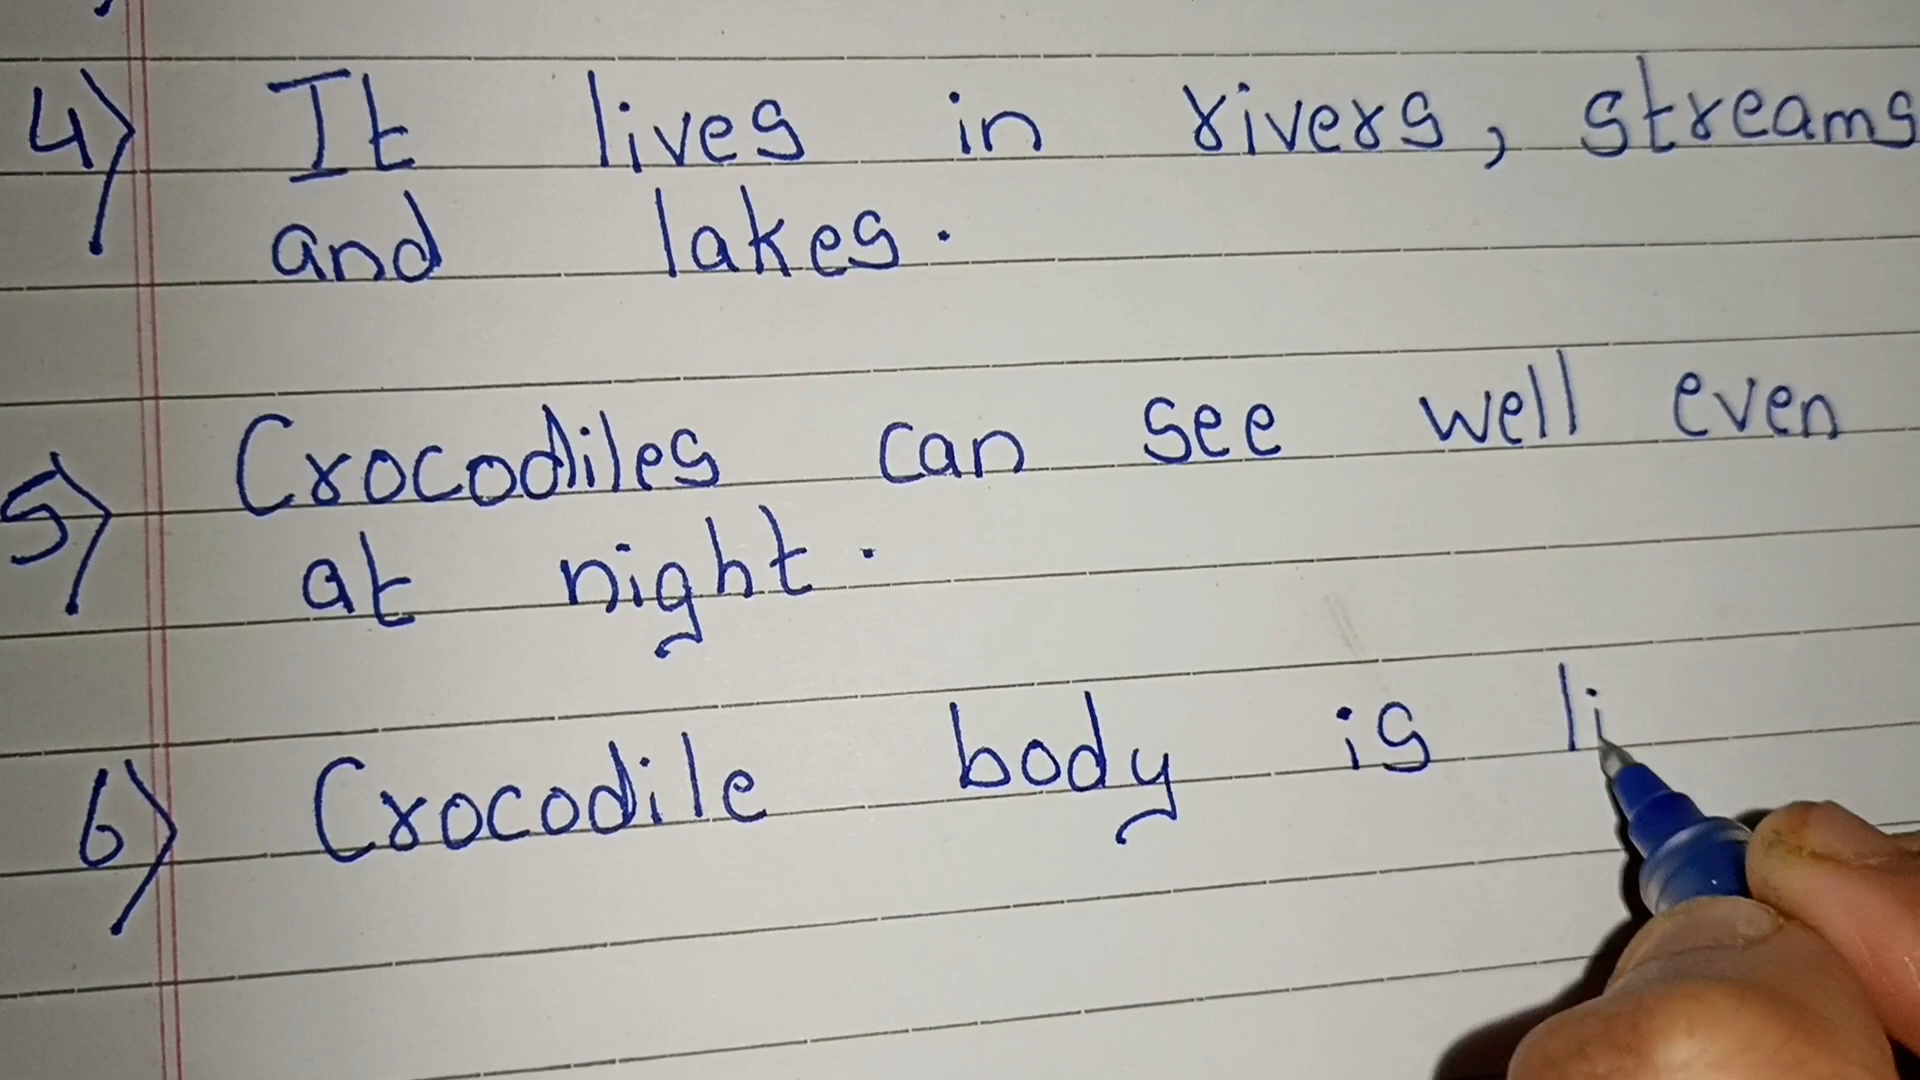 4) It lives in rivers, streams
and lakes.
5) Crocodiles can see well even
at night.
6) Crocodile body is li